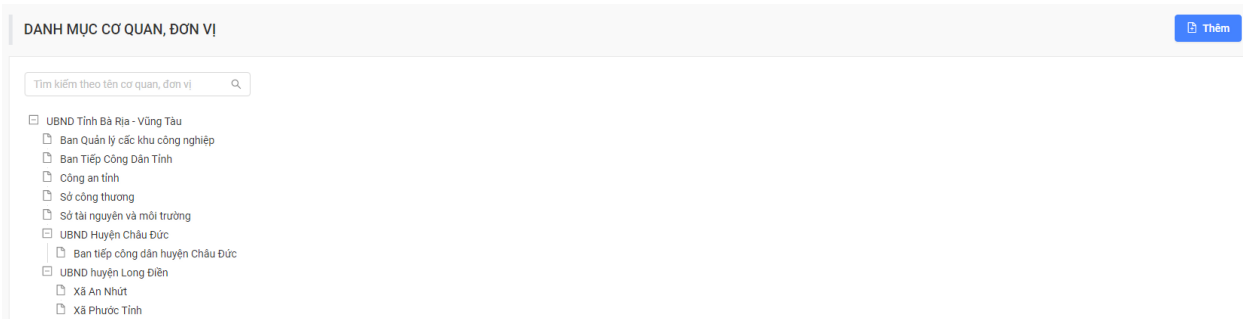 DANH MỤC CƠ QUAN, ĐƠN VỊ
Thêm
Tìm kiếm theo tên cơ quan, đơn vị
UBND Tỉnh Bà Rịa - Vũng Tàu
Ban Quản lý cấc khu công nghiệp
Ban Tiếp Công Dân Tỉnh
Công an tỉnh
Sở công thương
Sở tài nguyên và môi trường
UBND Huyện Châu Đức
Ban tiếp công dân huyện Châu Đức
UBND huyện Long Điền
Xã An Nhứt
Xã Phước Tỉnh